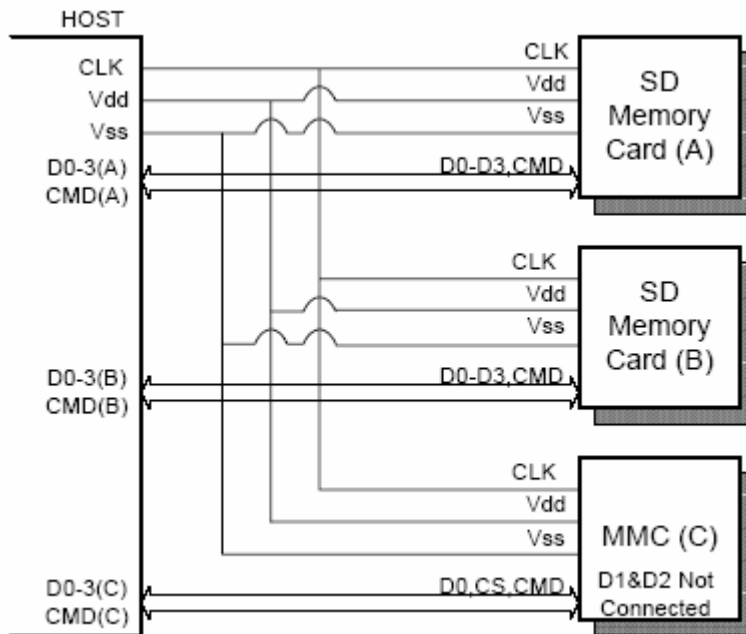 HOST
CLK
Vdd
Vss
D0-3(A)
CMD(A)
CLK
Vdd
Vss
D0-D3,CMD
SD
Memory
Card (A)
D0-3(B)
CMD(B)
CLK
Vdd
Vss
D0-D3,CMD
SD
Memory
Card (B)
D0-3(C)
CMD(C)
CLK
Vdd
Vss
D0,CS,CMD
MMC (C)
D1&D2 Not
Connected